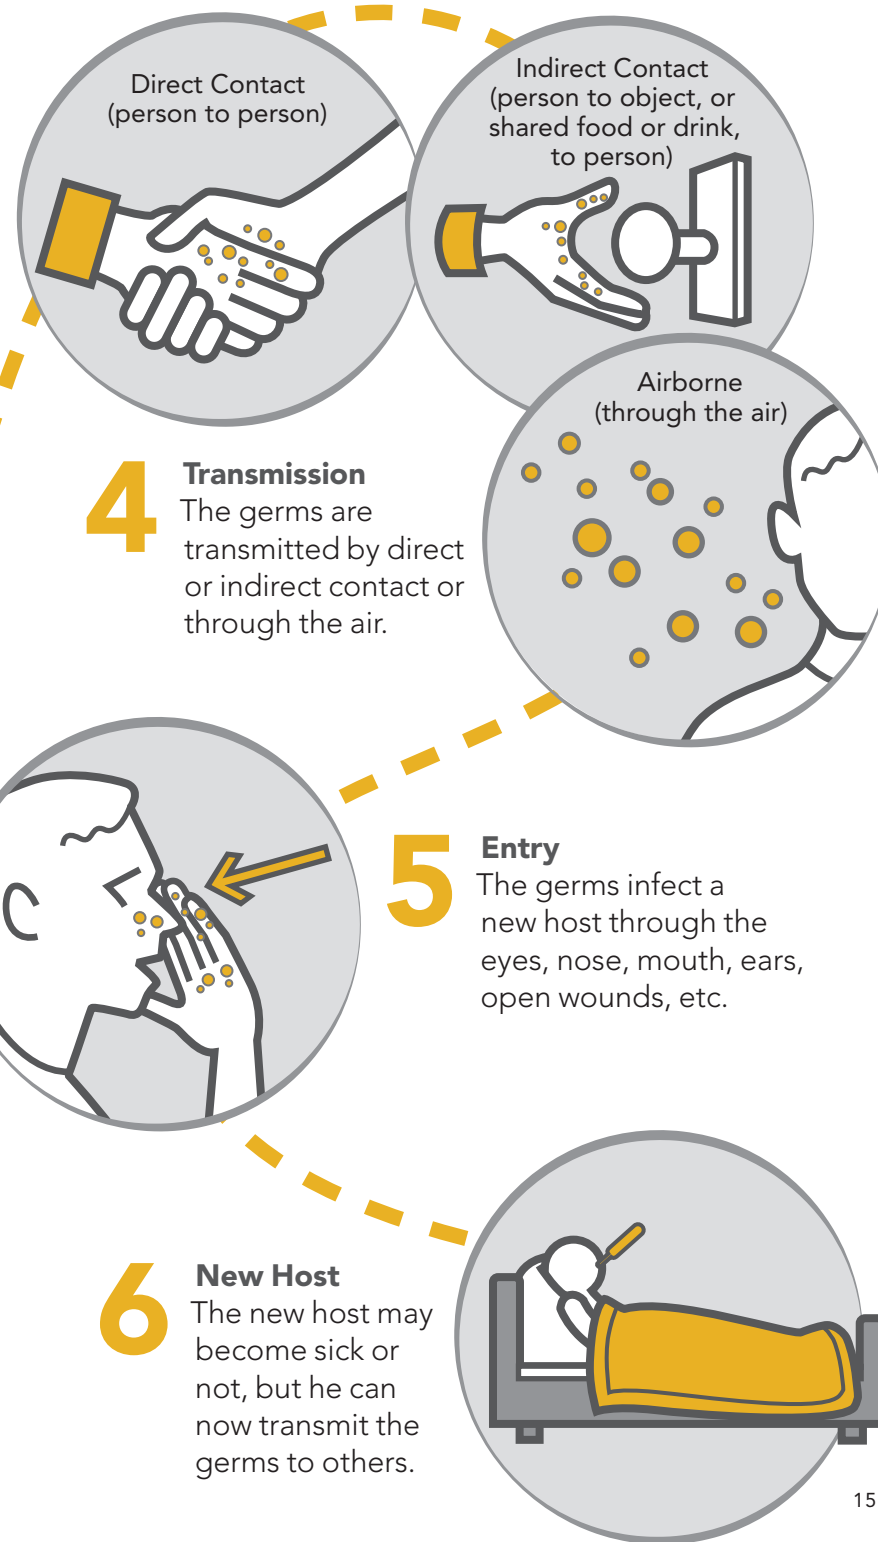 Direct Contact
(person to person)
Indirect Contact
(person to object, or
shared food or drink,
to person)
Airborne
(through the air)
4
Transmission
The germs are
transmitted by direct
or indirect contact or
through the air.
5
Entry
The germs infect a
new host through the
eyes, nose, mouth, ears,
open wounds, etc.
6
New Host
The new host may
become sick or
not, but he can
now transmit the
germs to others.
15